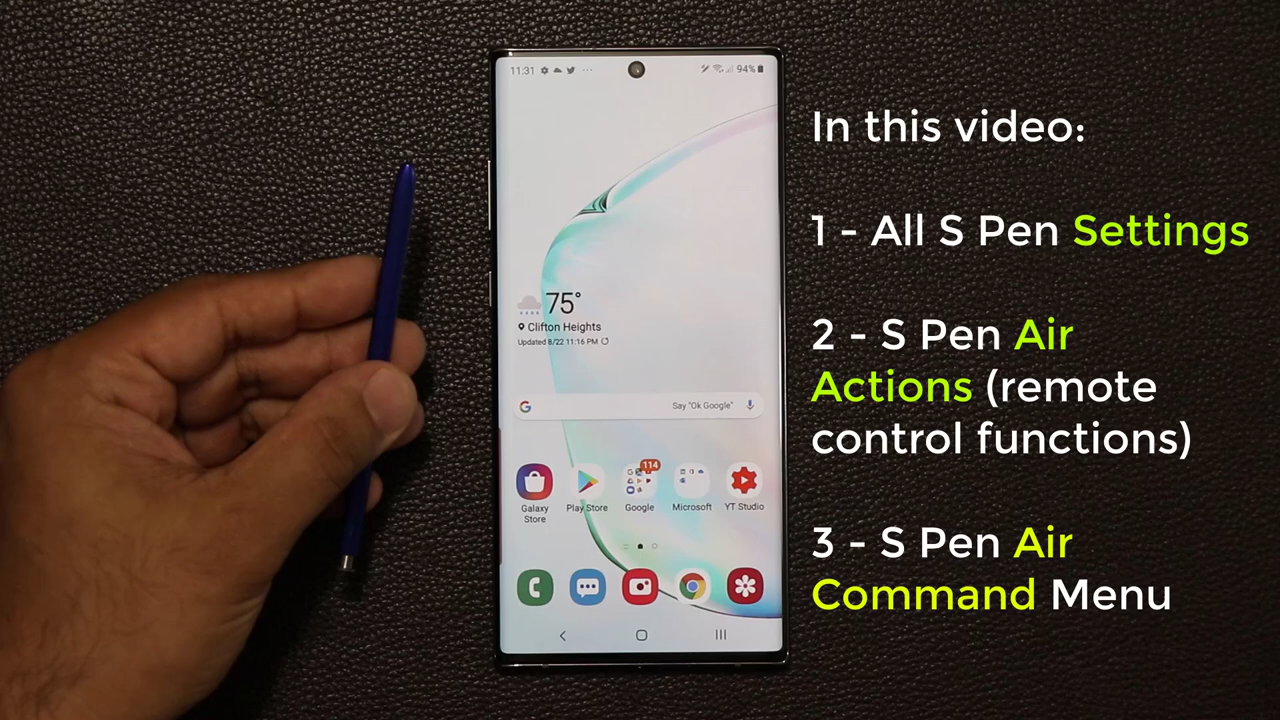 11:31
94%
In this video:
1 - All S Pen Settings
2 - S Pen Air
Actions (remote
control functions)
3 - S Pen Air
Command Menu
75°
Clifton Heights
Updated 8/22 11:16 PM
G
Say "Ok Google"
114
Galaxy
Store
Play Store
Google
Microsoft
YT Studio